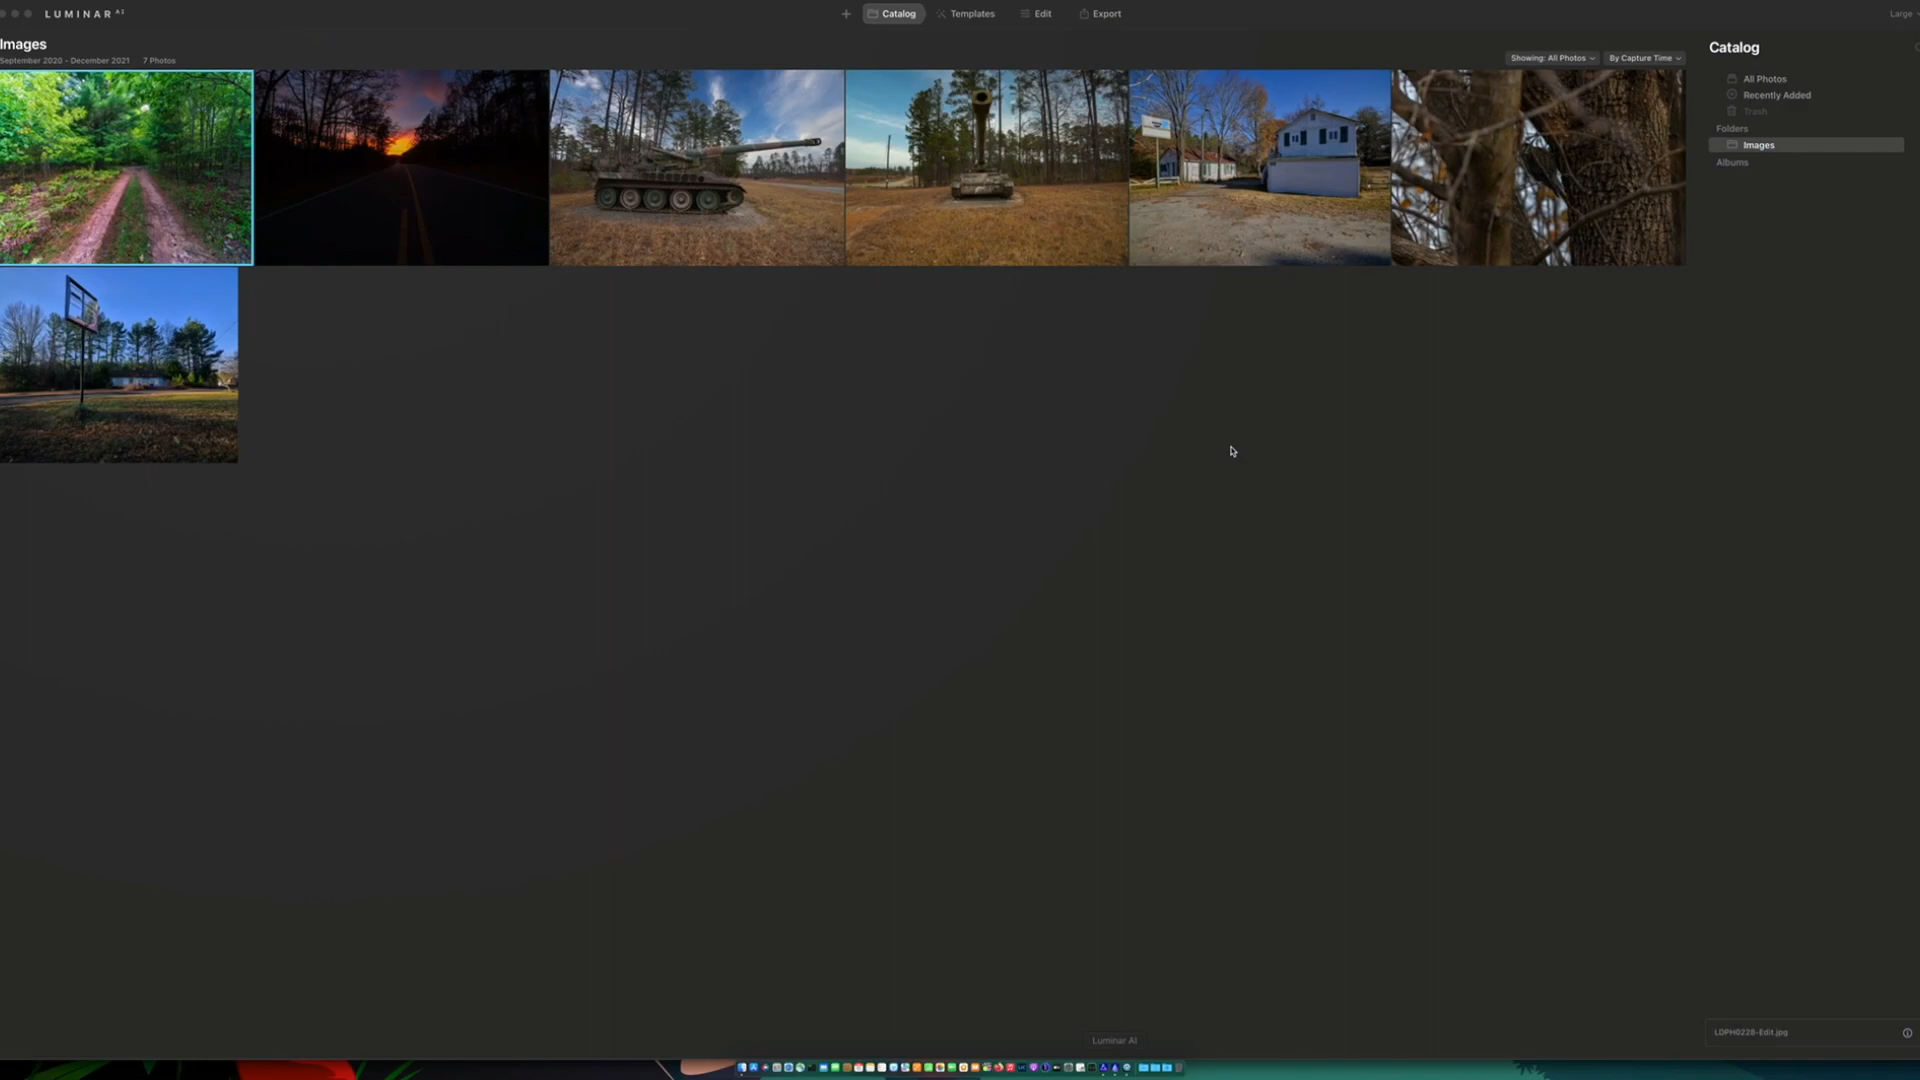 LUMINAR AI
Catalog
Templates
Edit
Export
Large
Images
September 2020 - December 2021 7 Photos
Showing: All Photos
By Capture Time
Catalog
All Photos
Recently Added
Trash
Folders
Images
Albums
LDPH0228-Edit.jpg
Luminar AI